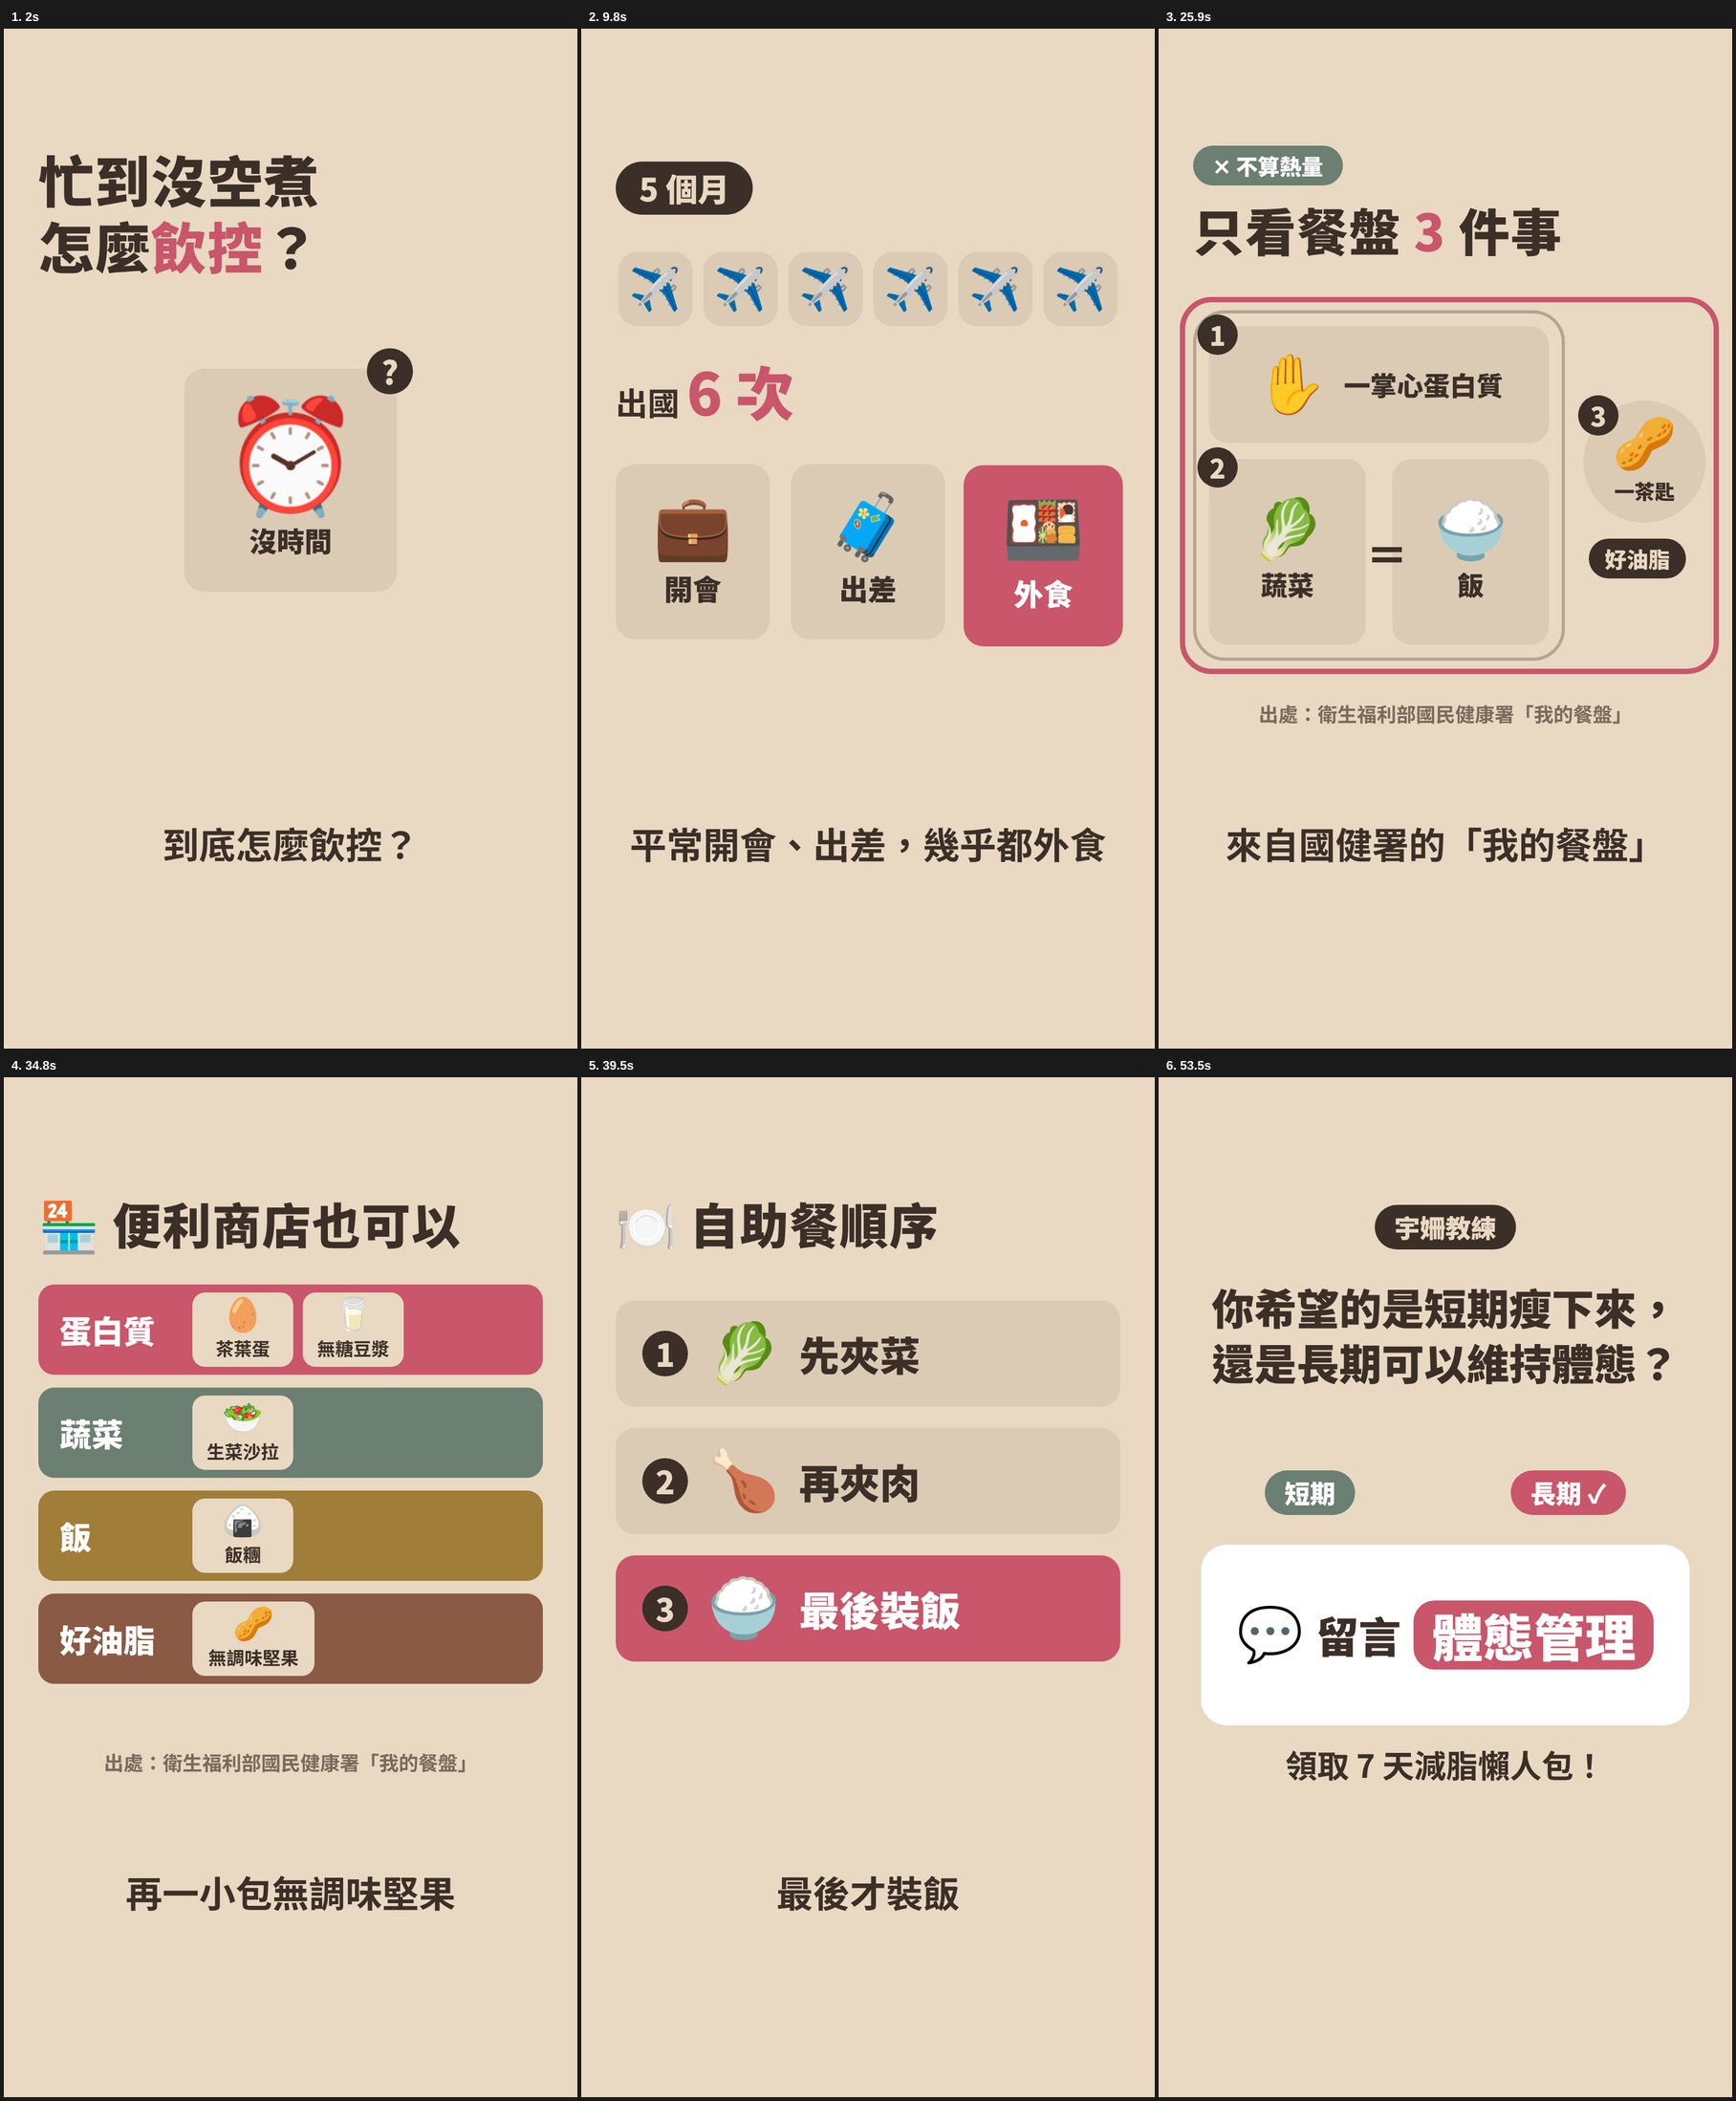 1. 2s
忙到沒空煮
怎麼飲控？
?
沒時間
到底怎麼飲控？
2. 9.8s
5 個月
出國 6 次
開會
出差
外食
平常開會、出差，幾乎都外食
3. 25.9s
× 不算熱量
只看餐盤 3 件事
1
一掌心蛋白質
2
蔬菜
=
飯
3
一茶匙
好油脂
出處：衛生福利部國民健康署「我的餐盤」
來自國健署的「我的餐盤」
4. 34.8s
24
便利商店也可以
蛋白質
茶葉蛋
無糖豆漿
蔬菜
生菜沙拉
飯
飯糰
好油脂
無調味堅果
出處：衛生福利部國民健康署「我的餐盤」
再一小包無調味堅果
5. 39.5s
自助餐順序
1 先夾菜
2 再夾肉
3 最後裝飯
最後才裝飯
6. 53.5s
宇姍教練
你希望的是短期瘦下來，
還是長期可以維持體態？
短期
長期 ✓
留言 體態管理
領取 7 天減脂懶人包！